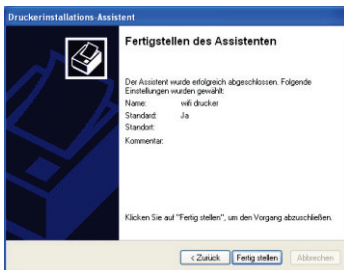 Druckerinstallations-Assistent
Fertigstellen des Assistenten
Der Assistent wurde erfolgreich abgeschlossen. Folgende
Einstellungen wurden gewählt:
Name: wifi drucker
Standard: Ja
Standort:
Kommentar:
Klicken Sie auf "Fertig stellen", um den Vorgang abzuschließen.
< Zurück Fertig stellen Abbrechen